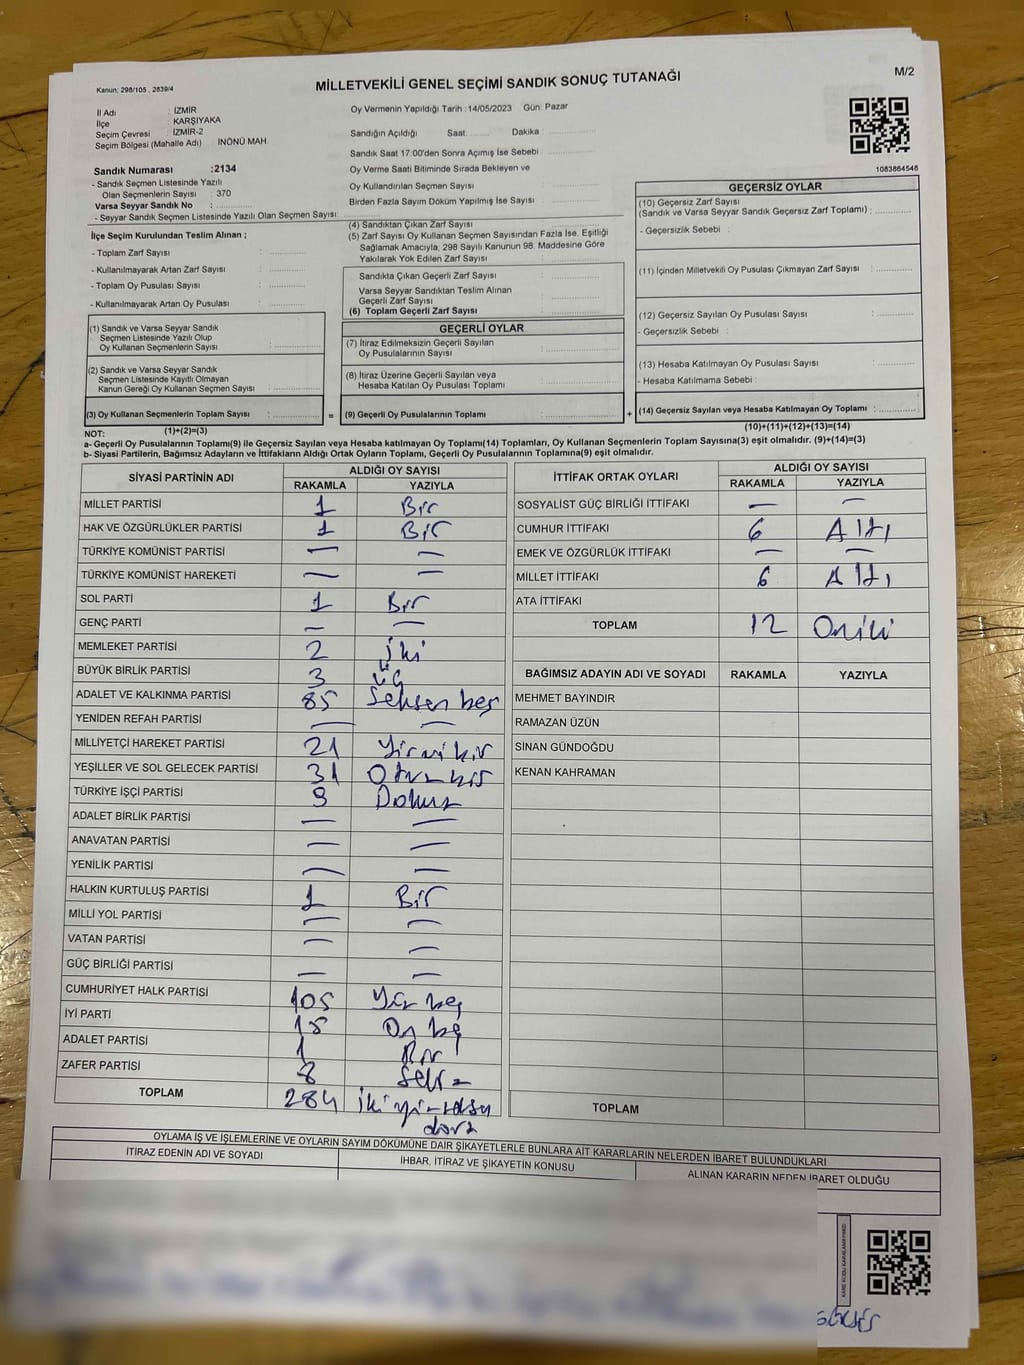 Kanun; 298/105 , 2839/4
MİLLETVEKİLİ GENEL SEÇİMİ SANDIK SONUÇ TUTANAĞI
M/2
İl Adı : İZMİR
İlçe : KARŞIYAKA
Seçim Çevresi : İZMİR-2
Seçim Bölgesi (Mahalle Adı) İNÖNÜ MAH.
Sandık Numarası :2134
- Sandık Seçmen Listesinde Yazılı
Olan Seçmenlerin Sayısı : 370
Varsa Seyyar Sandık No :
- Seyyar Sandık Seçmen Listesinde Yazılı Olan Seçmen Sayısı:
Oy Vermenin Yapıldığı Tarih : 14/05/2023 Gün: Pazar
Sandığın Açıldığı Saat: Dakika :
Sandık Saat 17:00'den Sonra Açımış İse Sebebi :
Oy Verme Saati Bitiminde Sırada Bekleyen ve
Oy Kullandırılan Seçmen Sayısı :
Birden Fazla Sayım Döküm Yapılmış İse Sayısı :
1083864548
İlçe Seçim Kurulundan Teslim Alınan ;
- Toplam Zarf Sayısı :
- Kullanılmayarak Artan Zarf Sayısı :
- Toplam Oy Pusulası Sayısı :
- Kullanılmayarak Artan Oy Pusulası :
(4) Sandıktan Çıkan Zarf Sayısı :
(5) Zarf Sayısı Oy Kullanan Seçmen Sayısından Fazla İse, Eşitliği
Sağlamak Amacıyla, 298 Sayılı Kanunun 98. Maddesine Göre
Yakılarak Yok Edilen Zarf Sayısı :
Sandıkta Çıkan Geçerli Zarf Sayısı :
Varsa Seyyar Sandıktan Teslim Alınan
Geçerli Zarf Sayısı :
(6) Toplam Geçerli Zarf Sayısı :
GEÇERSİZ OYLAR
(10) Geçersiz Zarf Sayısı
(Sandık ve Varsa Seyyar Sandık Geçersiz Zarf Toplamı) :
- Geçersizlik Sebebi :
(11) İçinden Milletvekili Oy Pusulası Çıkmayan Zarf Sayısı :
(12) Geçersiz Sayılan Oy Pusulası Sayısı :
- Geçersizlik Sebebi :
(13) Hesaba Katılmayan Oy Pusulası Sayısı :
- Hesaba Katılmama Sebebi :
(14) Geçersiz Sayılan veya Hesaba Katılmayan Oy Toplamı :
(10)+(11)+(12)+(13)=(14)
(1) Sandık ve Varsa Seyyar Sandık
Seçmen Listesinde Yazılı Olup
Oy Kullanan Seçmenlerin Sayısı :
(2) Sandık ve Varsa Seyyar Sandık
Seçmen Listesinde Kayıtlı Olmayan
Kanun Gereği Oy Kullanan Seçmen Sayısı :
(3) Oy Kullanan Seçmenlerin Toplam Sayısı :
(1)+(2)=(3)
GEÇERLİ OYLAR
(7) İtiraz Edilmeksizin Geçerli Sayılan
Oy Pusulalarının Sayısı :
(8) İtiraz Üzerine Geçerli Sayılan veya
Hesaba Katılan Oy Pusulası Toplamı :
= (9) Geçerli Oy Pusulalarının Toplamı : +
NOT:
a- Geçerli Oy Pusulalarının Toplamı(9) ile Geçersiz Sayılan veya Hesaba katılmayan Oy Toplamı(14) Toplamları, Oy Kullanan Seçmenlerin Toplam Sayısına(3) eşit olmalıdır. (9)+(14)=(3)
b- Siyasi Partilerin, Bağımsız Adayların ve İttifakların Aldığı Ortak Oyların Toplamı, Geçerli Oy Pusulalarının Toplamına(9) eşit olmalıdır.
SİYASİ PARTİNİN ADI ALDIĞI OY SAYISI
RAKAMLA YAZIYLA
MİLLET PARTİSİ 1 Bir
HAK VE ÖZGÜRLÜKLER PARTİSİ 1 Bir
TÜRKİYE KOMÜNİST PARTİSİ — —
TÜRKİYE KOMÜNİST HAREKETİ — —
SOL PARTİ 1 Bir
GENÇ PARTİ — —
MEMLEKET PARTİSİ 2 İki
BÜYÜK BİRLİK PARTİSİ 3 Üç
ADALET VE KALKINMA PARTİSİ 85 Seksen beş
YENİDEN REFAH PARTİSİ — —
MİLLİYETÇİ HAREKET PARTİSİ 21 Yirmi bir
YEŞİLLER VE SOL GELECEK PARTİSİ 31 Otuz bir
TÜRKİYE İŞÇİ PARTİSİ 9 Dokuz
ADALET BİRLİK PARTİSİ — —
ANAVATAN PARTİSİ — —
YENİLİK PARTİSİ — —
HALKIN KURTULUŞ PARTİSİ 1 Bir
MİLLİ YOL PARTİSİ — —
VATAN PARTİSİ — —
GÜÇ BİRLİĞİ PARTİSİ — —
CUMHURİYET HALK PARTİSİ 105 Yüz beş
İYİ PARTİ 15 On beş
ADALET PARTİSİ 1 Bir
ZAFER PARTİSİ 8 Sekiz
TOPLAM 284 İki yüz seksen
dört
İTTİFAK ORTAK OYLARI ALDIĞI OY SAYISI
RAKAMLA YAZIYLA
SOSYALİST GÜÇ BİRLİĞİ İTTİFAKI — —
CUMHUR İTTİFAKI 6 Altı
EMEK VE ÖZGÜRLÜK İTTİFAKI — —
MİLLET İTTİFAKI 6 Altı
ATA İTTİFAKI
TOPLAM 12 Oniki
BAĞIMSIZ ADAYIN ADI VE SOYADI RAKAMLA YAZIYLA
MEHMET BAYINDIR
RAMAZAN ÜZÜN
SİNAN GÜNDOĞDU
KENAN KAHRAMAN
TOPLAM
OYLAMA İŞ VE İŞLEMLERİNE VE OYLARIN SAYIM DÖKÜMÜNE DAİR ŞİKAYETLERLE BUNLARA AİT KARARLARIN NELERDEN İBARET BULUNDUKLARI
İTİRAZ EDENİN ADI VE SOYADI İHBAR, İTİRAZ VE ŞİKAYETİN KONUSU ALINAN KARARIN NEDEN İBARET OLDUĞU
KARE KODU KARALAMAYINIZ!